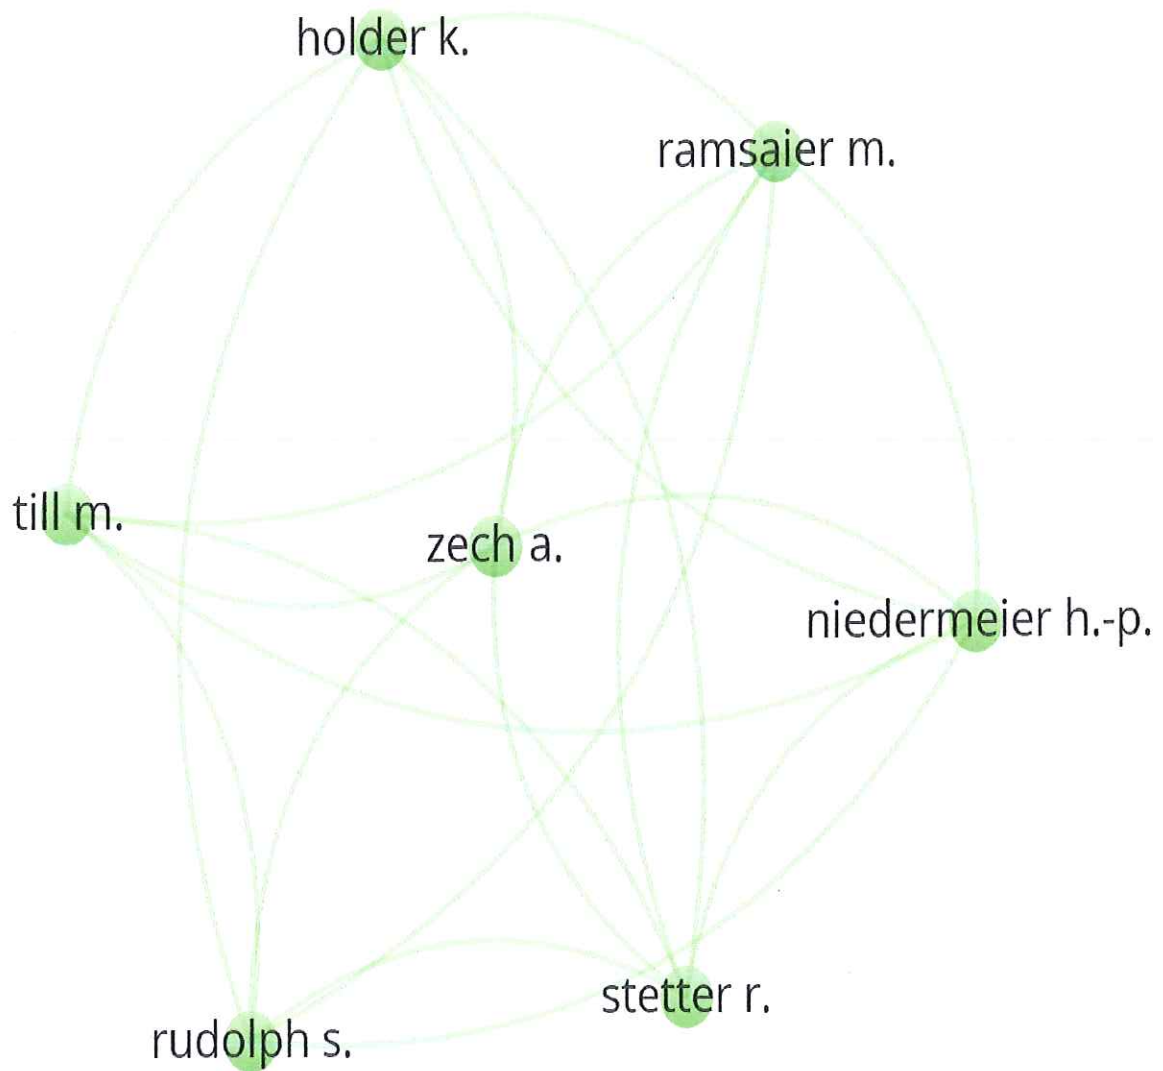 holder k.
ramsaier m.
till m.
zech a.
niedermeier h.-p.
stetter r.
rudolph s.